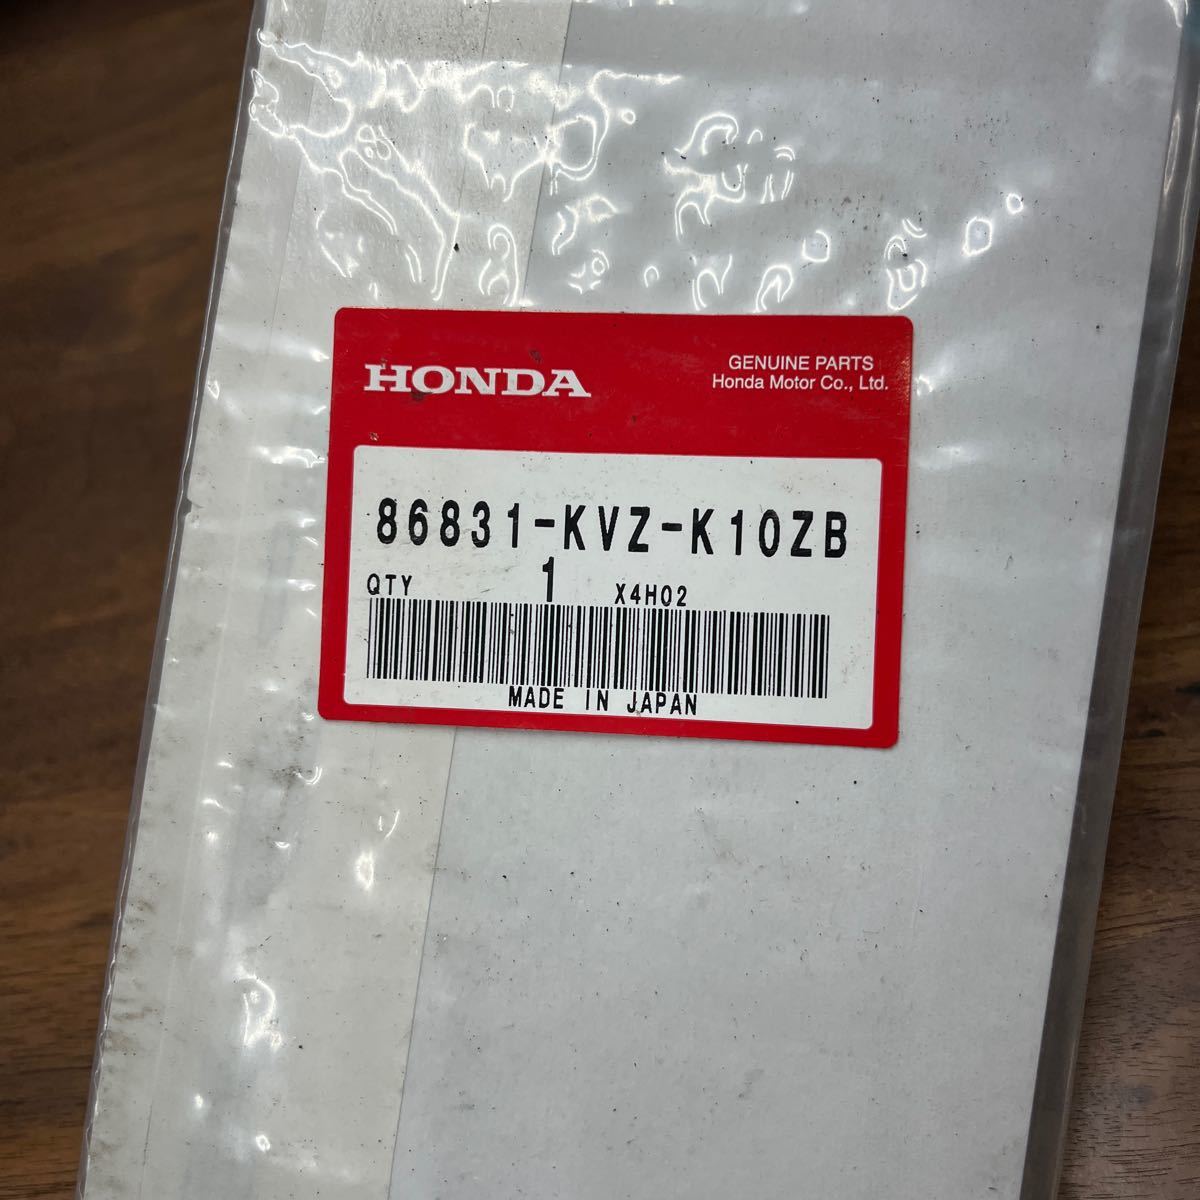 HONDA
GENUINE PARTS
Honda Motor Co., Ltd.
86831-KVZ-K10ZB
QTY 1 X4H02
MADE IN JAPAN